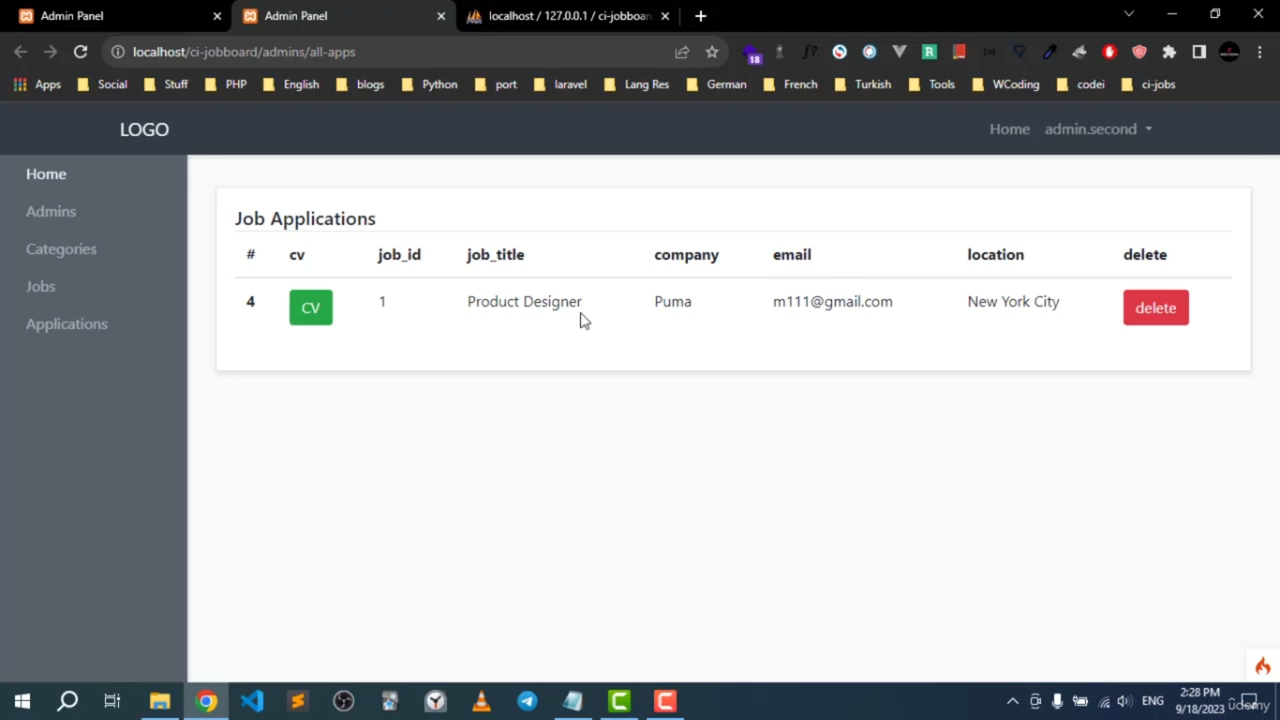 Admin Panel
Admin Panel
localhost / 127.0.0.1 / ci-jobboard
localhost/ci-jobboard/admins/all-apps
18
R
Apps
Social
Stuff
PHP
English
blogs
Python
port
laravel
Lang Res
German
French
Turkish
Tools
WCoding
codei
ci-jobs
LOGO
Home
admin.second
Home
Admins
Categories
Jobs
Applications
Job Applications
# cv job_id job_title company email location delete
4 CV 1 Product Designer Puma m111@gmail.com New York City delete
ENG
2:28 PM
9/18/2023
ûdemy